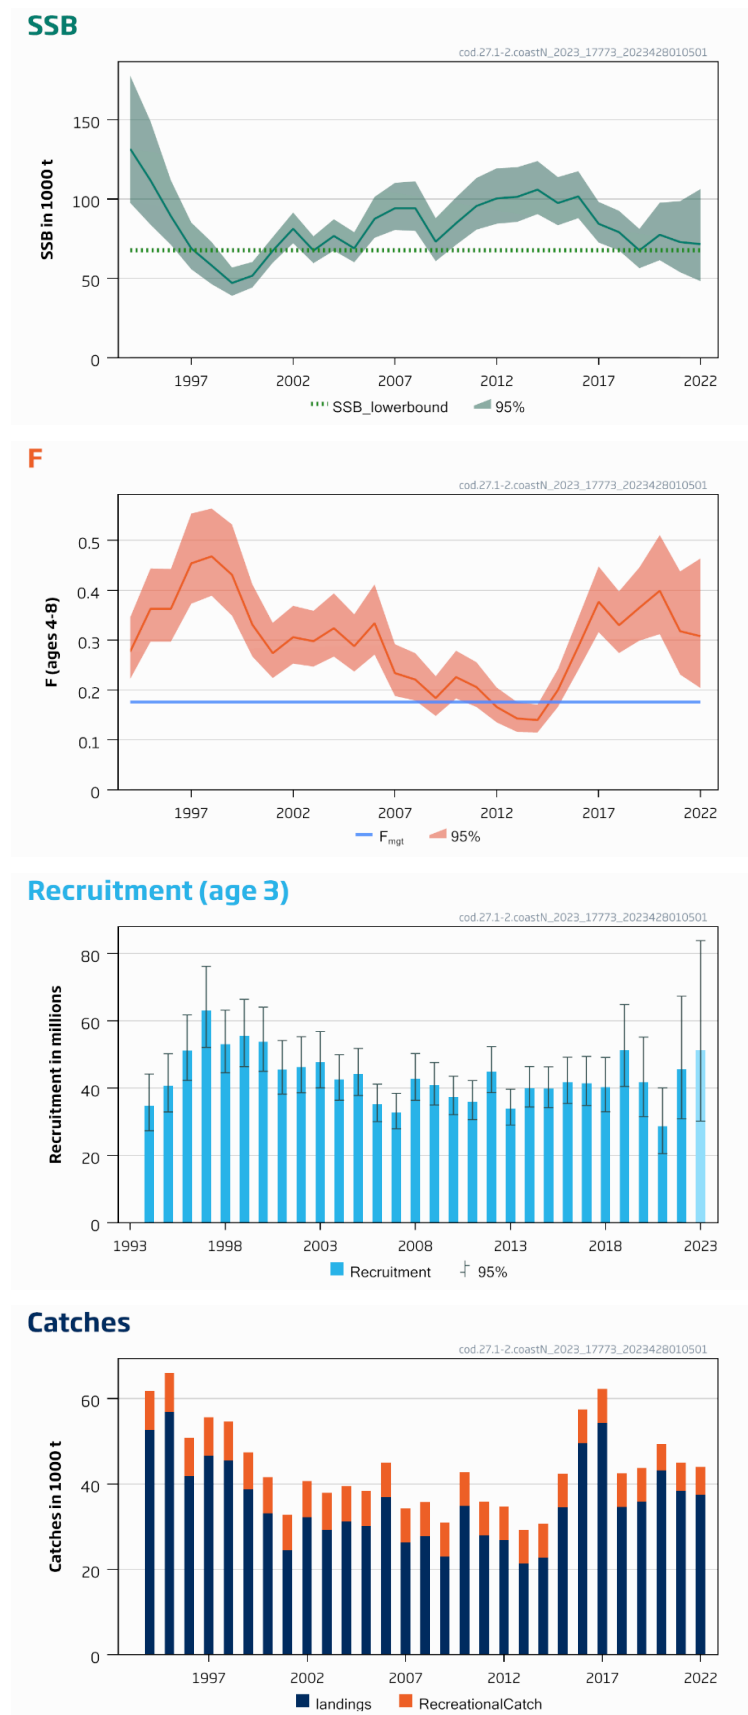 SSB
cod.27.1-2.coastN_2023_17773_2023428010501
SSB in 1000 t
150
100
50
0
1997 2002 2007 2012 2017 2022
SSB_lowerbound 95%
F
cod.27.1-2.coastN_2023_17773_2023428010501
F (ages 4-8)
0.5
0.4
0.3
0.2
0.1
0
1997 2002 2007 2012 2017 2022
Fmgt 95%
Recruitment (age 3)
cod.27.1-2.coastN_2023_17773_2023428010501
Recruitment in millions
80
60
40
20
0
1993 1998 2003 2008 2013 2018 2023
Recruitment 95%
Catches
cod.27.1-2.coastN_2023_17773_2023428010501
Catches in 1000 t
60
40
20
0
1997 2002 2007 2012 2017 2022
landings RecreationalCatch